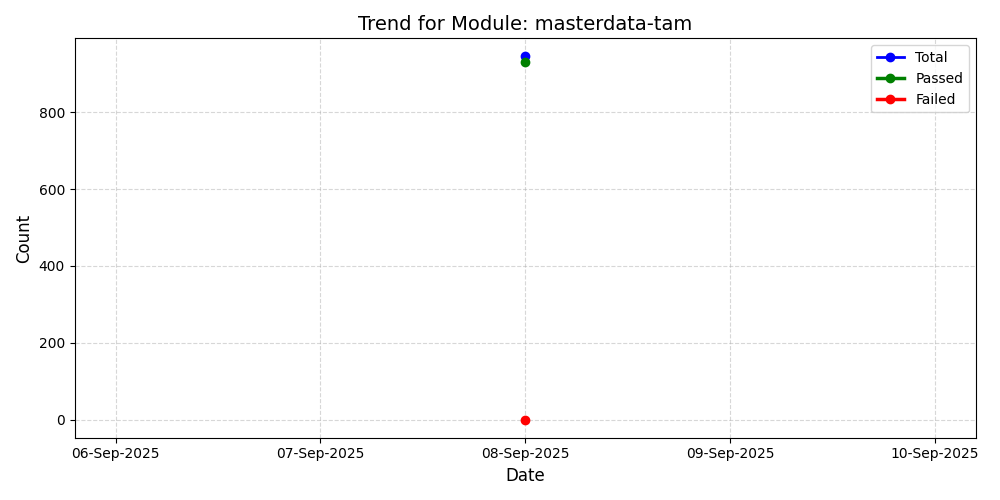 Trend for Module: masterdata-tam
Total
Passed
Failed
800
600
400
200
0
Count
06-Sep-2025
07-Sep-2025
08-Sep-2025
09-Sep-2025
10-Sep-2025
Date